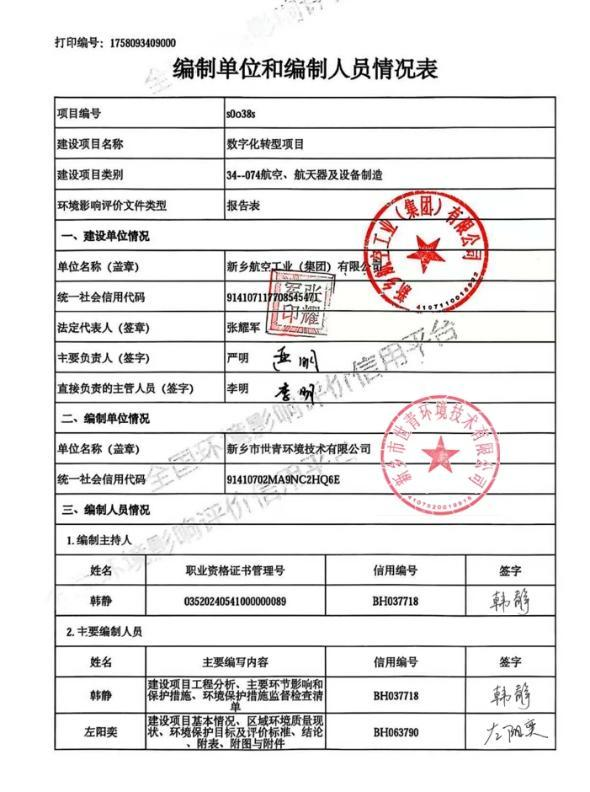 打印编号：1758093409000
编制单位和编制人员情况表
项目编号 s0o38s
建设项目名称 数字化转型项目
建设项目类别 34--074航空、航天器及设备制造
环境影响评价文件类型 报告表
一、建设单位情况
单位名称（盖章） 新乡航空工业（集团）有限公司
统一社会信用代码 91410711770854547L
法定代表人（签章） 张耀军
主要负责人（签字） 严明 严明
直接负责的主管人员（签字） 李明 李明
二、编制单位情况
单位名称（盖章） 新乡市世青环境技术有限公司
统一社会信用代码 91410702MA9NC2HQ6E
三、编制人员情况
1.编制主持人
姓名 职业资格证书管理号 信用编号 签字
韩静 03520240541000000089 BH037718 韩静
2.主要编制人员
姓名 主要编写内容 信用编号 签字
韩静 建设项目工程分析、主要环节影响和
保护措施、环境保护措施监督检查清
单 BH037718 韩静
左阳奕 建设项目基本情况、区域环境质量现
状、环境保护目标及评价标准、结论
、附表、附图与附件 BH063790 左阳奕
新乡航空工业（集团）有限公司
张耀军印
新乡市世青环境技术有限公司
全国环境影响评价信用平台